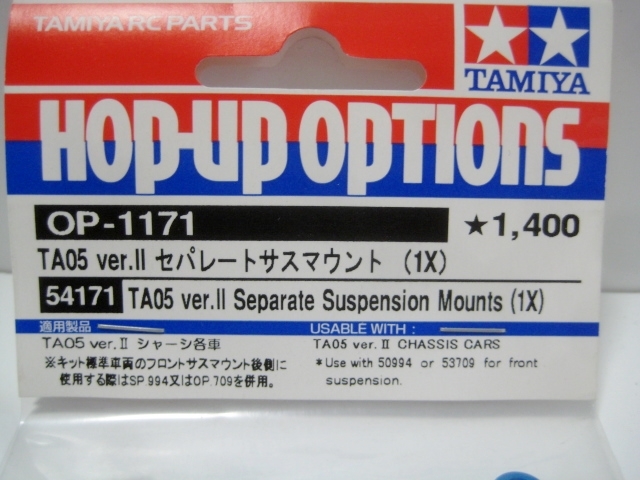 TAMIYA RC PARTS
TAMIYA
HOP-UP OPTIONS
OP-1171
★1,400
TA05 ver.II セパレートサスマウント (1X)
54171 TA05 ver.II Separate Suspension Mounts (1X)
適用製品
USABLE WITH :
TA05 ver.II シャーシ各車
TA05 ver. II CHASSIS CARS
※キット標準車両のフロントサスマウント後側に
使用する際はSP.994又はOP.709を併用。
*Use with 50994 or 53709 for front
suspension.